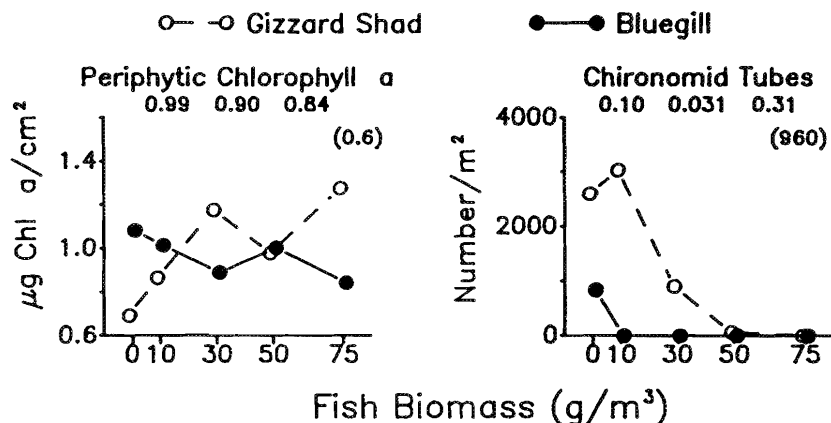 Gizzard Shad Bluegill
Periphytic Chlorophyll a Chironomid Tubes
0.99 0.90 0.84 0.10 0.031 0.31
(0.6) (960)
μg Chl a/cm²
1.4
1.0
0.6
0 10 30 50 75
Number/m²
4000
2000
0
0 10 30 50 75
Fish Biomass (g/m³)